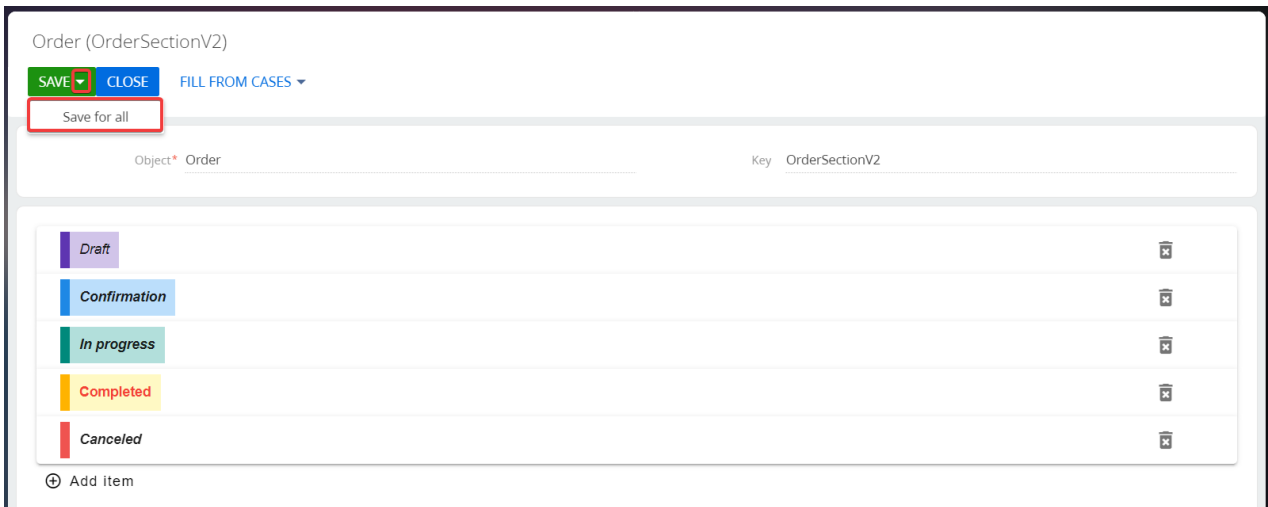 Order (OrderSectionV2)
SAVE CLOSE FILL FROM CASES
Save for all
Object* Order Key OrderSectionV2
Draft
Confirmation
In progress
Completed
Canceled
Add item